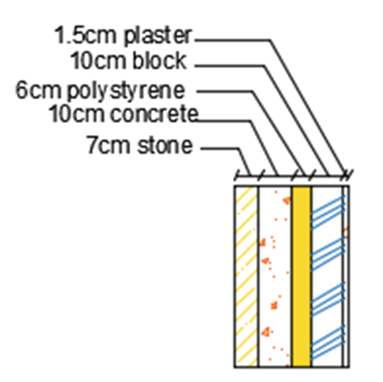 1.5cm plaster
10cm block
6cm polystyrene
10cm concrete
7cm stone